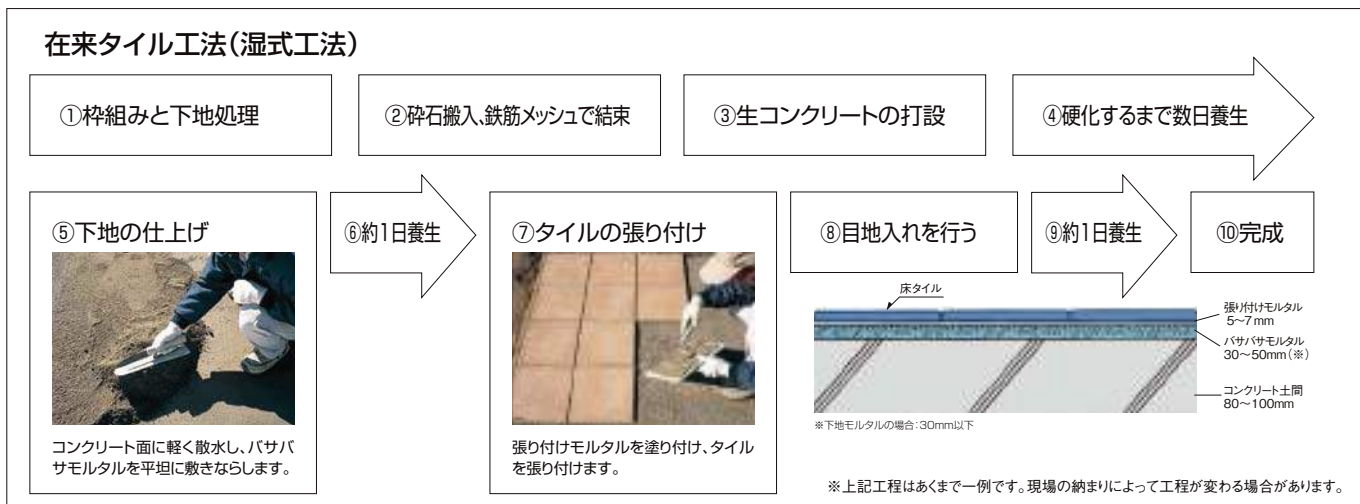 在来タイル工法(湿式工法)
①枠組みと下地処理
②砕石搬入、鉄筋メッシュで結束
③生コンクリートの打設
④硬化するまで数日養生
⑤下地の仕上げ
コンクリート面に軽く散水し、バサバ
サモルタルを平坦に敷きならします。
⑥約1日養生
⑦タイルの張り付け
張り付けモルタルを塗り付け、タイル
を張り付けます。
⑧目地入れを行う
⑨約1日養生
⑩完成
床タイル
張り付けモルタル
5〜7mm
バサバサモルタル
30〜50mm(※)
コンクリート土間
80〜100mm
※下地モルタルの場合:30mm以下
※上記工程はあくまで一例です。現場の納まりによって工程が変わる場合があります。